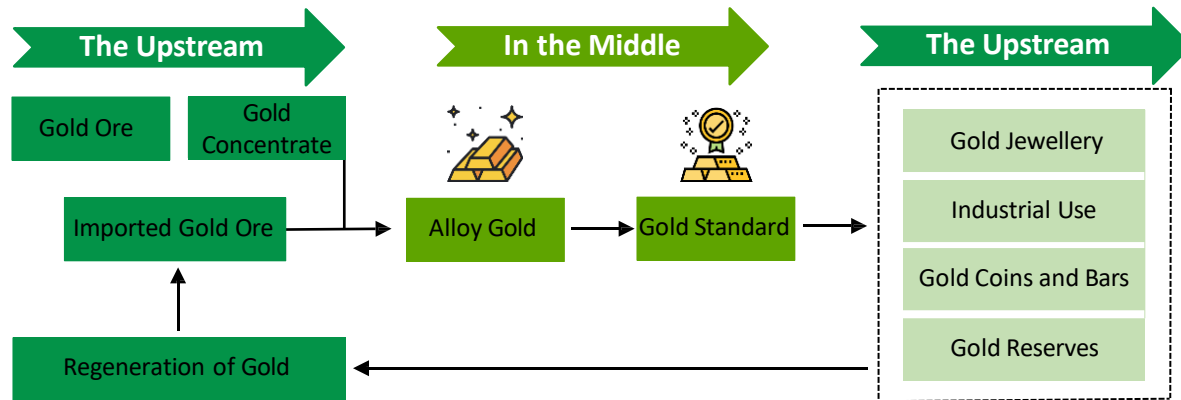 The Upstream
In the Middle
The Upstream
Gold Ore
Gold
Concentrate
Imported Gold Ore
Regeneration of Gold
Alloy Gold
Gold Standard
Gold Jewellery
Industrial Use
Gold Coins and Bars
Gold Reserves